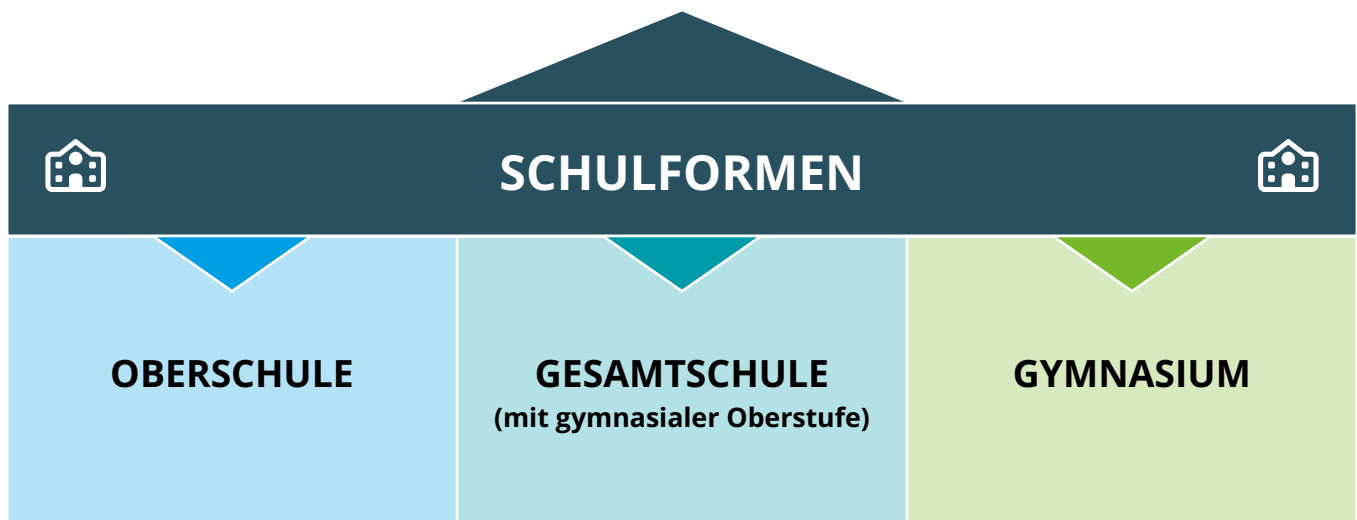 SCHULFORMEN
OBERSCHULE
GESAMTSCHULE
(mit gymnasialer Oberstufe)
GYMNASIUM